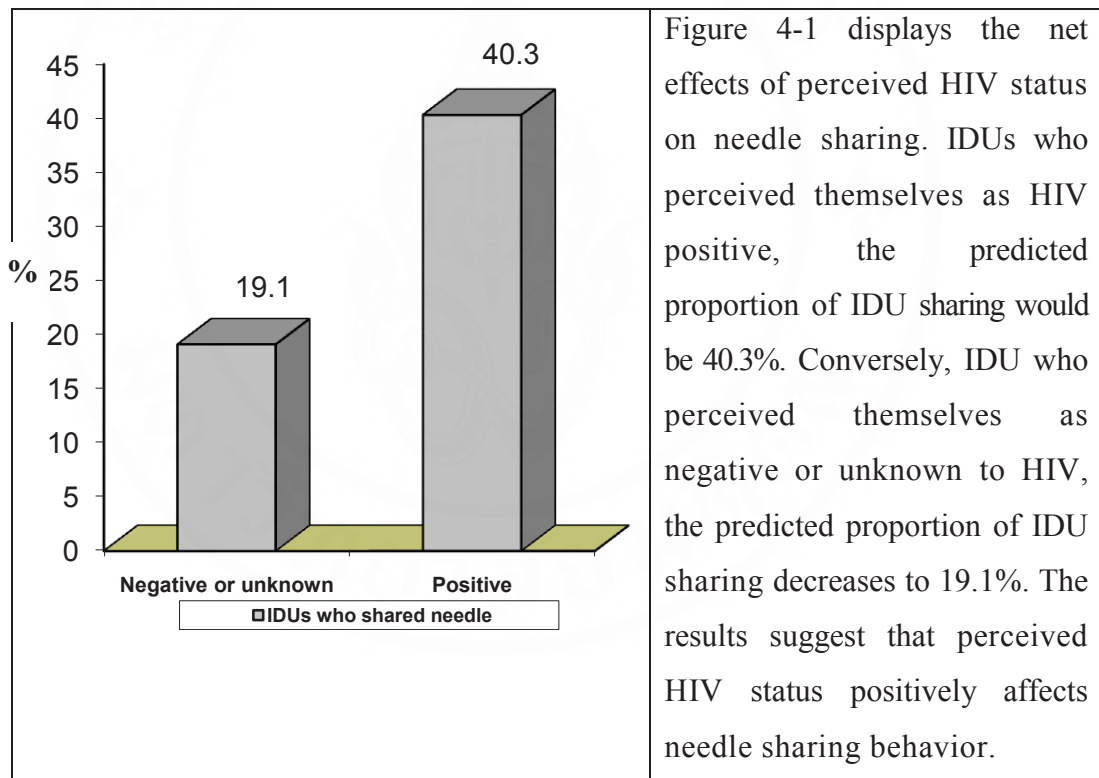 45
40
35
30
25
20
15
10
5
0
%
19.1
40.3
Negative or unknown
Positive
IDUs who shared needle
Figure 4-1 displays the net
effects of perceived HIV status
on needle sharing. IDUs who
perceived themselves as HIV
positive, the predicted
proportion of IDU sharing would
be 40.3%. Conversely, IDU who
perceived themselves as
negative or unknown to HIV,
the predicted proportion of IDU
sharing decreases to 19.1%. The
results suggest that perceived
HIV status positively affects
needle sharing behavior.